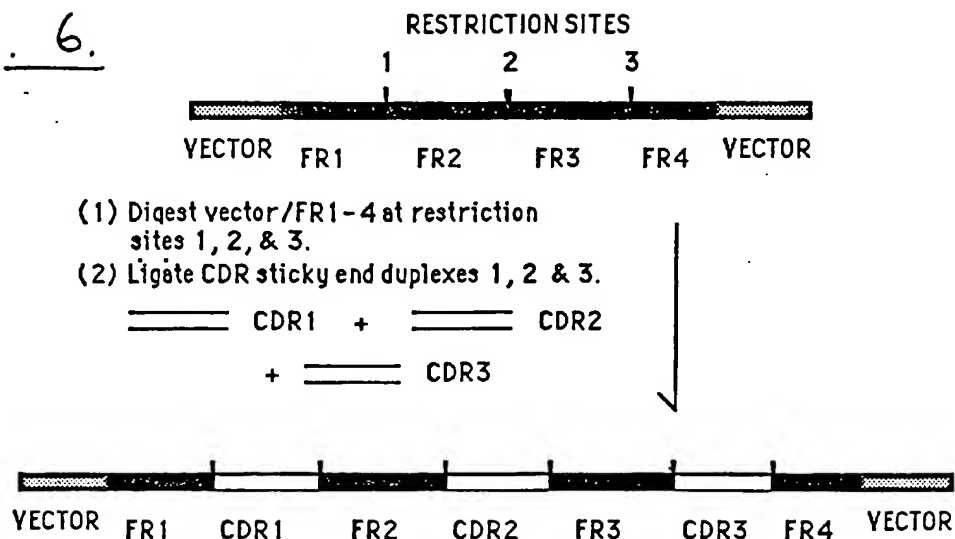 . 6.
RESTRICTION SITES
1 2 3
VECTOR FR1 FR2 FR3 FR4 VECTOR
(1) Digest vector/FR1-4 at restriction
sites 1, 2, & 3.
(2) Ligate CDR sticky end duplexes 1, 2 & 3.
CDR1 + CDR2
+ CDR3
VECTOR FR1 CDR1 FR2 CDR2 FR3 CDR3 FR4 VECTOR